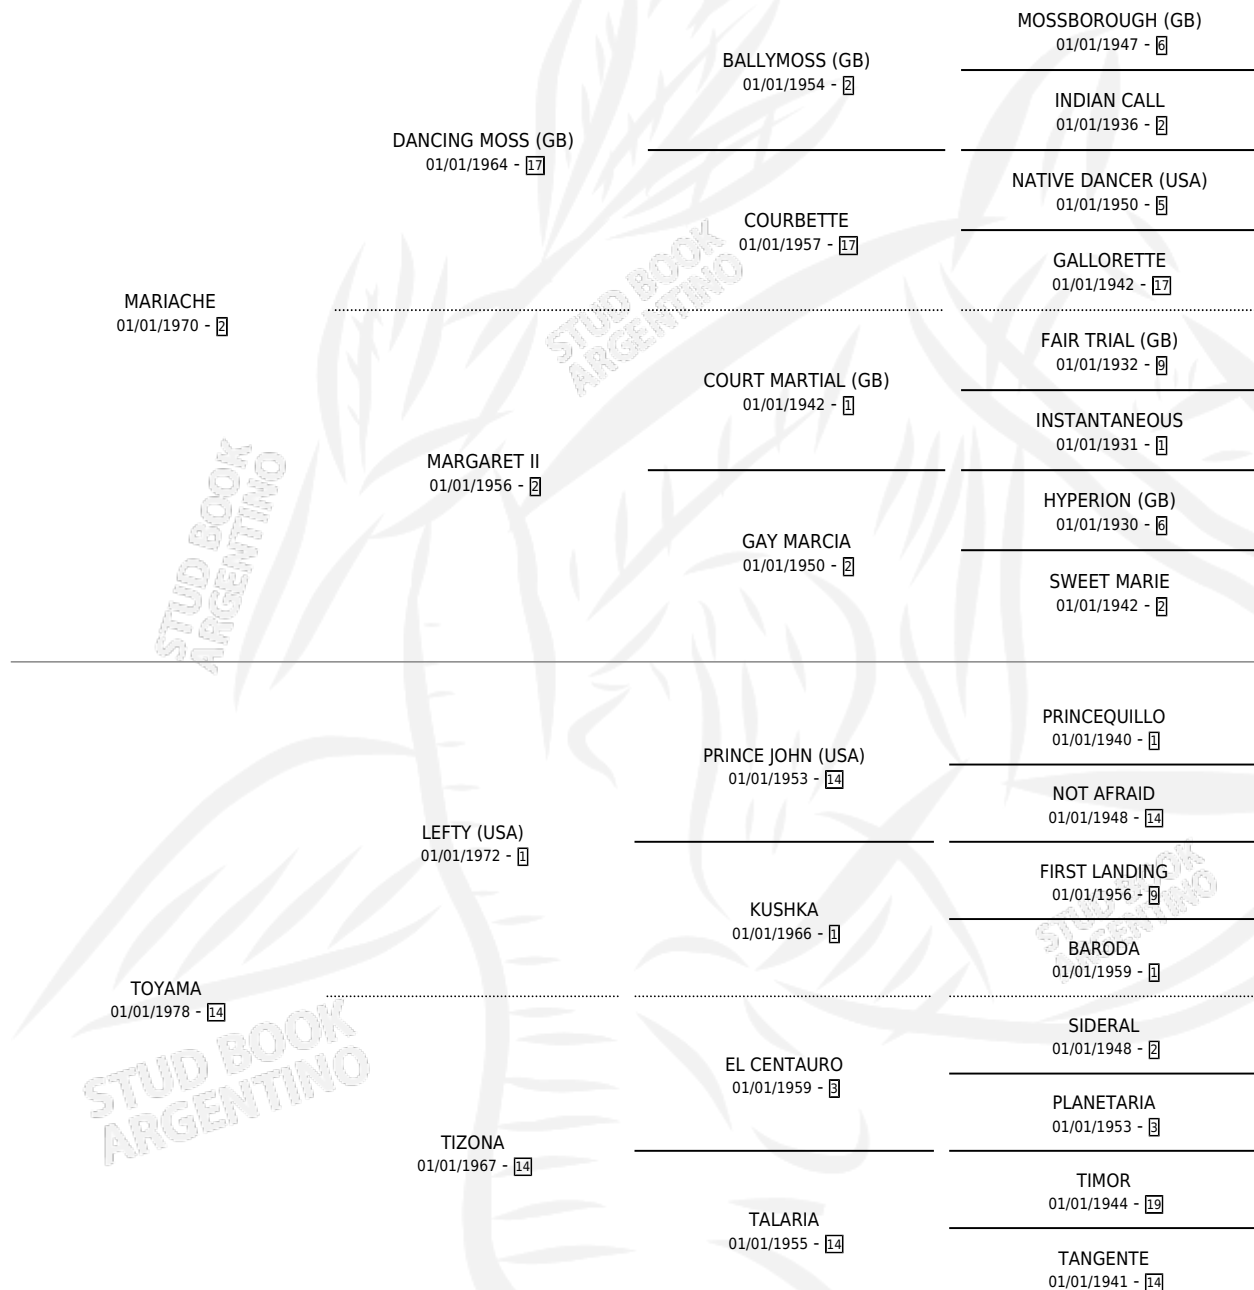 MOSSBOROUGH (GB)
01/01/1947 - 6
BALLYMOSS (GB)
01/01/1954 - 2
INDIAN CALL
01/01/1936 - 2
DANCING MOSS (GB)
01/01/1964 - 17
NATIVE DANCER (USA)
01/01/1950 - 5
COURBETTE
01/01/1957 - 17
GALLORETTE
01/01/1942 - 17
MARIACHE
01/01/1970 - 2
FAIR TRIAL (GB)
01/01/1932 - 9
COURT MARTIAL (GB)
01/01/1942 - 1
INSTANTANEOUS
01/01/1931 - 1
MARGARET II
01/01/1956 - 2
HYPERION (GB)
01/01/1930 - 6
GAY MARCIA
01/01/1950 - 2
SWEET MARIE
01/01/1942 - 2
PRINCEQUILLO
01/01/1940 - 1
PRINCE JOHN (USA)
01/01/1953 - 14
NOT AFRAID
01/01/1948 - 14
LEFTY (USA)
01/01/1972 - 1
FIRST LANDING
01/01/1956 - 9
KUSHKA
01/01/1966 - 1
BARODA
01/01/1959 - 1
TOYAMA
01/01/1978 - 14
SIDERAL
01/01/1948 - 2
EL CENTAURO
01/01/1959 - 3
PLANETARIA
01/01/1953 - 3
TIZONA
01/01/1967 - 14
TIMOR
01/01/1944 - 19
TALARIA
01/01/1955 - 14
TANGENTE
01/01/1941 - 14
STUD BOOK
ARGENTINO
STUD BOOK
ARGENTINO
STUD BOOK
ARGENTINO
STUD BOOK
ARGENTINO